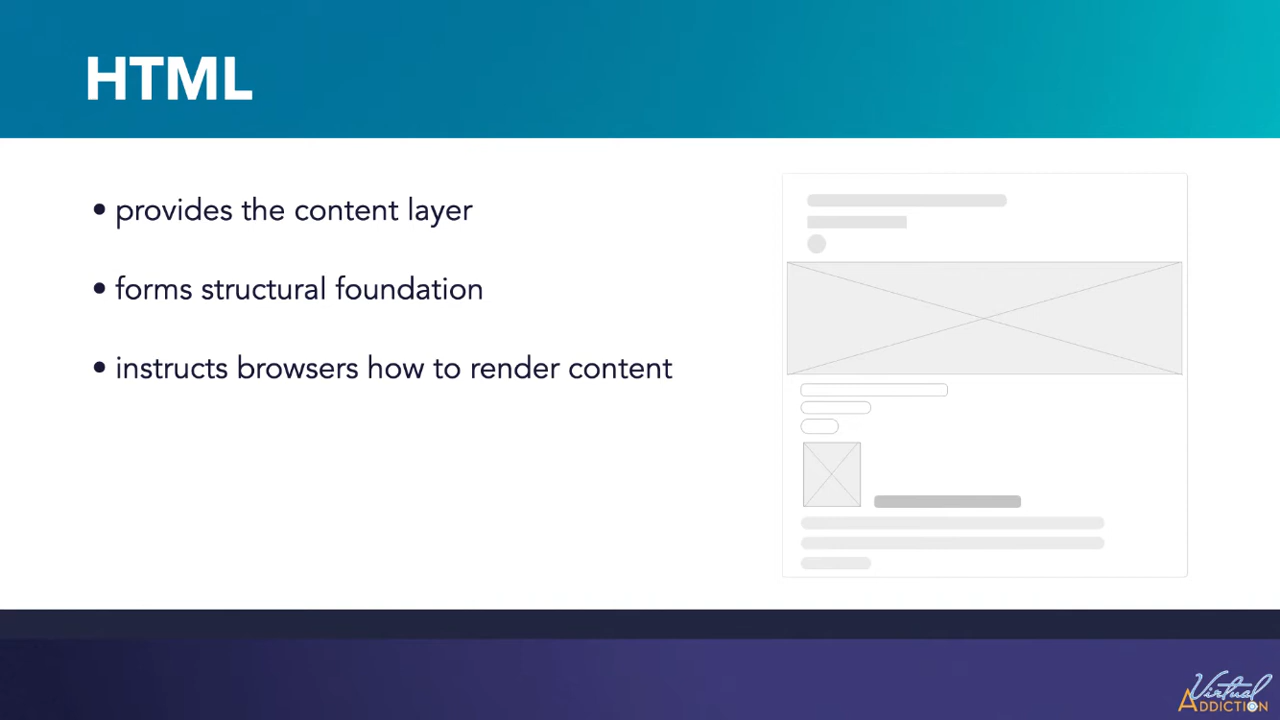 HTML
• provides the content layer
• forms structural foundation
• instructs browsers how to render content
Virtual
ADDICTION